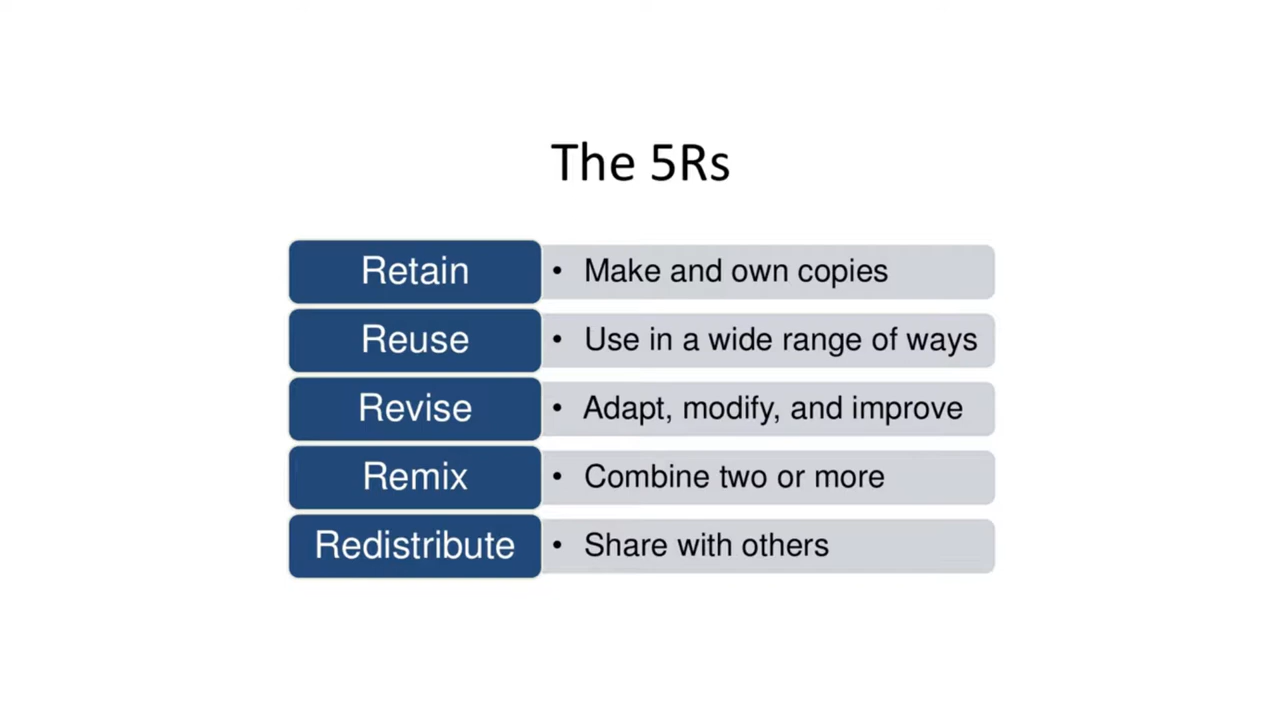 The 5Rs
Retain
• Make and own copies
Reuse
• Use in a wide range of ways
Revise
• Adapt, modify, and improve
Remix
• Combine two or more
Redistribute
• Share with others